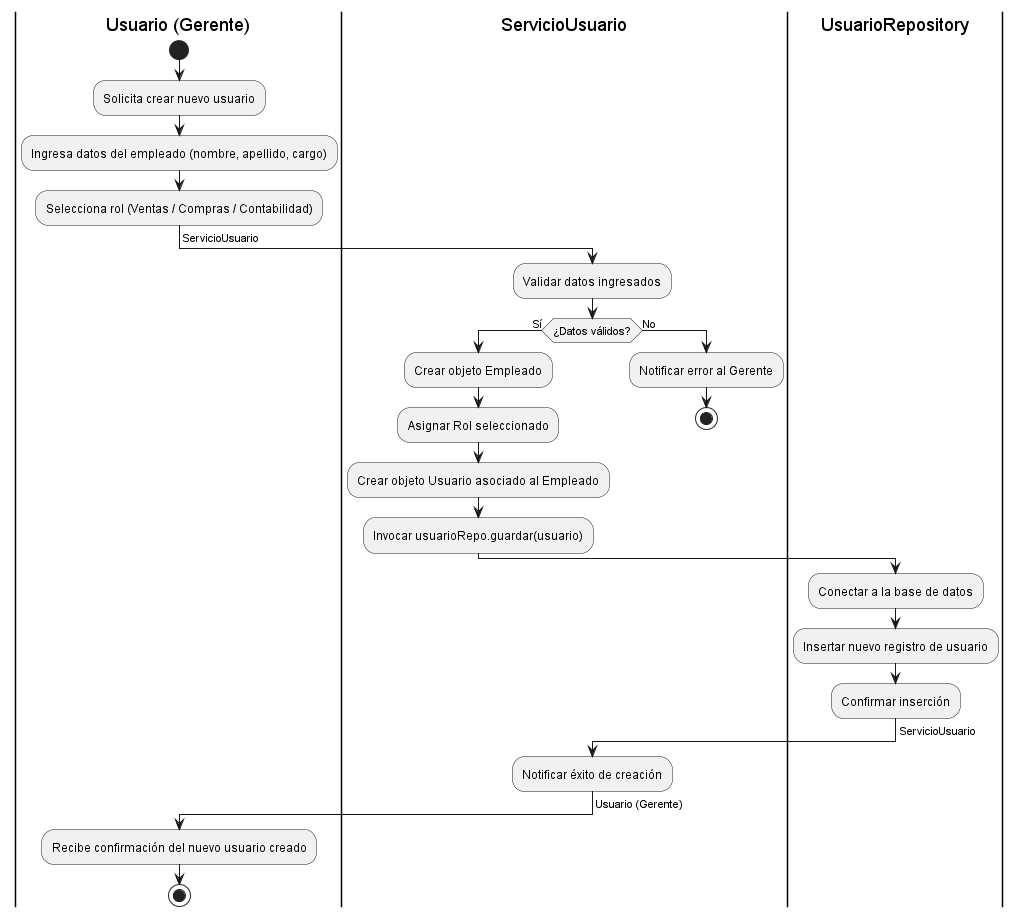 Usuario (Gerente)
ServicioUsuario
UsuarioRepository
Solicita crear nuevo usuario
Ingresa datos del empleado (nombre, apellido, cargo)
Selecciona rol (Ventas / Compras / Contabilidad)
ServicioUsuario
Validar datos ingresados
Sí
¿Datos válidos?
No
Crear objeto Empleado
Notificar error al Gerente
Asignar Rol seleccionado
Crear objeto Usuario asociado al Empleado
Invocar usuarioRepo.guardar(usuario)
Conectar a la base de datos
Insertar nuevo registro de usuario
Confirmar inserción
ServicioUsuario
Notificar éxito de creación
Usuario (Gerente)
Recibe confirmación del nuevo usuario creado